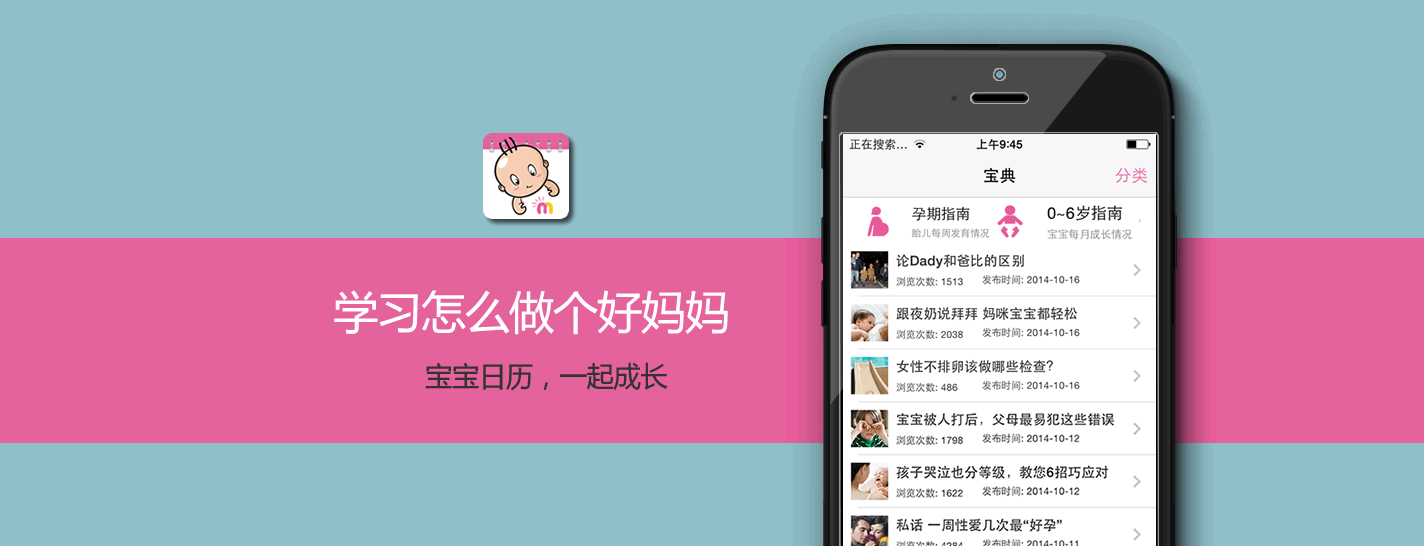 学习怎么做个好妈妈
宝宝日历，一起成长
m
正在搜索... 上午9:45
宝典 分类
孕期指南 0~6岁指南
胎儿每周发育情况 宝宝每月成长情况
论Dady和爸比的区别
浏览次数: 1513 发布时间: 2014-10-16
跟夜奶说拜拜 妈咪宝宝都轻松
浏览次数: 2038 发布时间: 2014-10-16
女性不排卵该做哪些检查?
浏览次数: 486 发布时间: 2014-10-16
宝宝被人打后，父母最易犯这些错误
浏览次数: 1798 发布时间: 2014-10-12
孩子哭泣也分等级，教您6招巧应对
浏览次数: 1622 发布时间: 2014-10-12
私话 一周性爱几次最“好孕”
浏览次数: 4284 发布时间: 2014-10-11